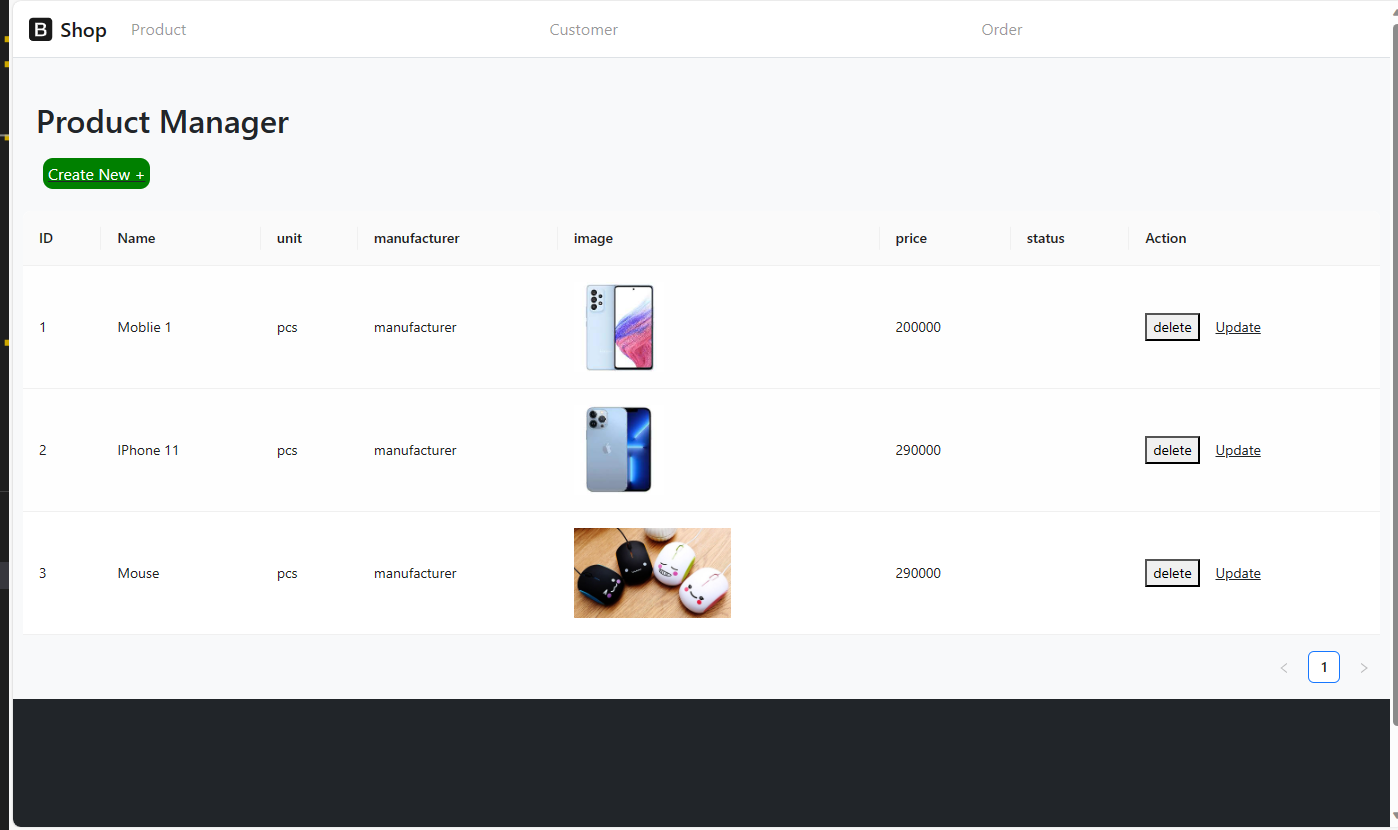 B Shop Product Customer Order
Product Manager
Create New +
ID Name unit manufacturer image price status Action
1 Moblie 1 pcs manufacturer 200000 delete Update
2 IPhone 11 pcs manufacturer 290000 delete Update
3 Mouse pcs manufacturer 290000 delete Update
< 1 >